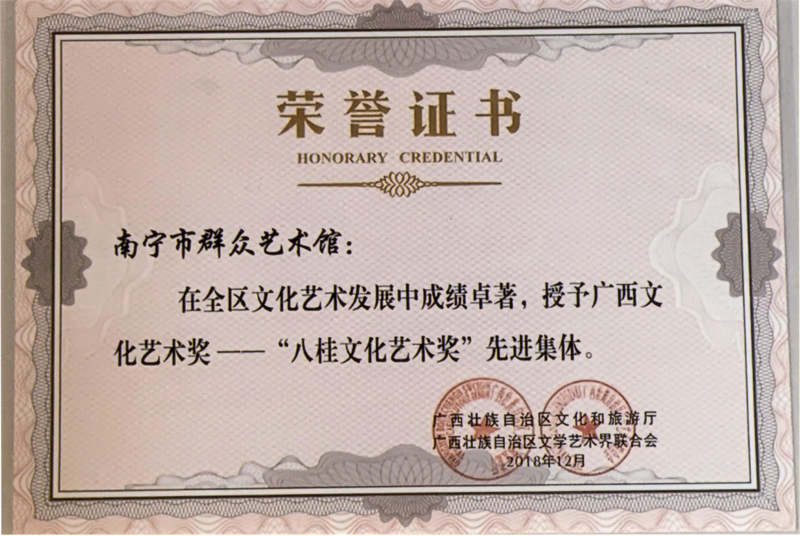 荣誉证书
HONORARY CREDENTIAL
南宁市群众艺术馆：
在全区文化艺术发展中成绩卓著，授予广西文
化艺术奖——“八桂文化艺术奖”先进集体。
广西壮族自治区文化和旅游厅
广西壮族自治区文学艺术界联合会
2018年12月